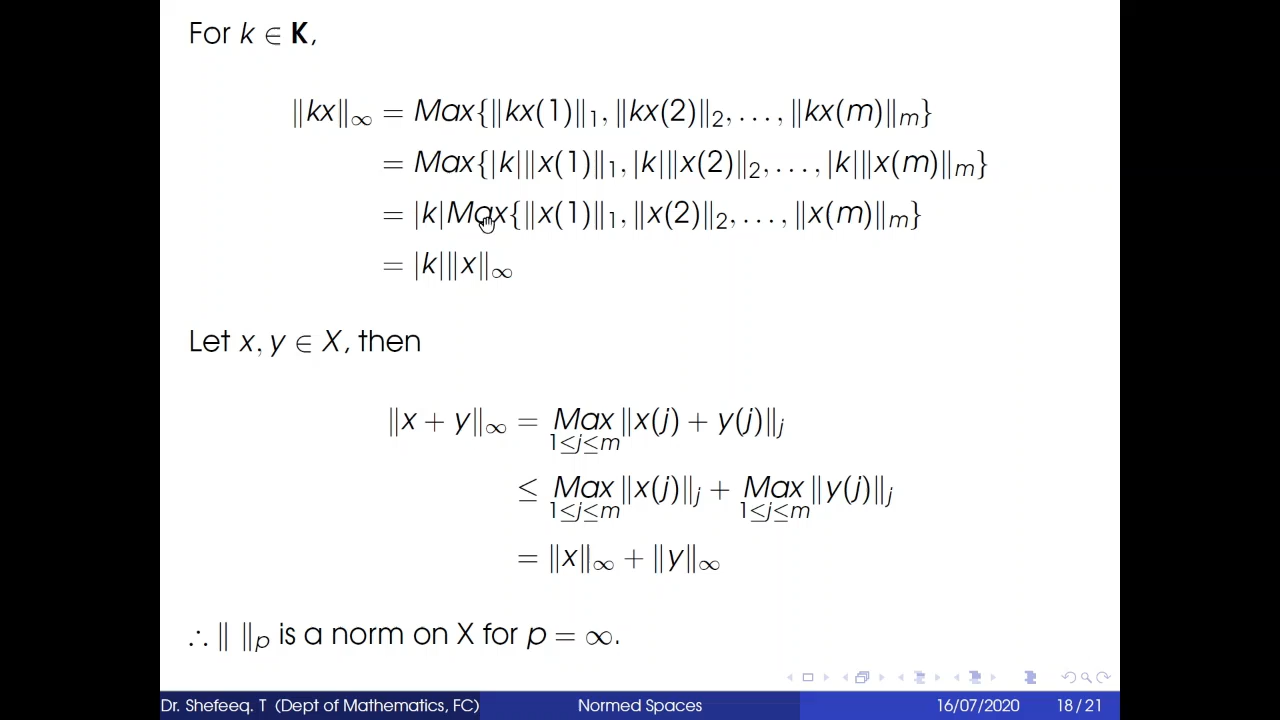 For k ∈ K,
‖kx‖∞ = Max{‖kx(1)‖₁, ‖kx(2)‖₂, . . . , ‖kx(m)‖ₘ}
= Max{|k|‖x(1)‖₁, |k|‖x(2)‖₂, . . . , |k|‖x(m)‖ₘ}
= |k|Max{‖x(1)‖₁, ‖x(2)‖₂, . . . , ‖x(m)‖ₘ}
= |k|‖x‖∞
Let x, y ∈ X, then
‖x + y‖∞ = Max ‖x(j) + y(j)‖ⱼ
1≤j≤m
≤ Max ‖x(j)‖ⱼ + Max ‖y(j)‖ⱼ
1≤j≤m 1≤j≤m
= ‖x‖∞ + ‖y‖∞
∴ ‖ ‖ₚ is a norm on X for p = ∞.
Dr. Shefeeq. T (Dept of Mathematics, FC) Normed Spaces 16/07/2020 18 / 21